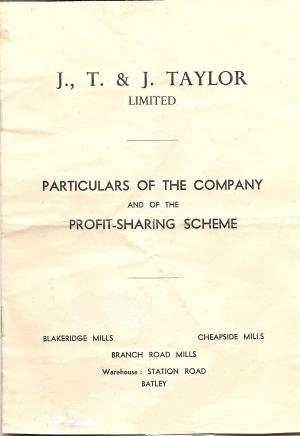 J., T. & J. TAYLOR
LIMITED
PARTICULARS OF THE COMPANY
AND OF THE
PROFIT-SHARING SCHEME
BLAKERIDGE MILLS CHEAPSIDE MILLS
BRANCH ROAD MILLS
Warehouse : STATION ROAD
BATLEY